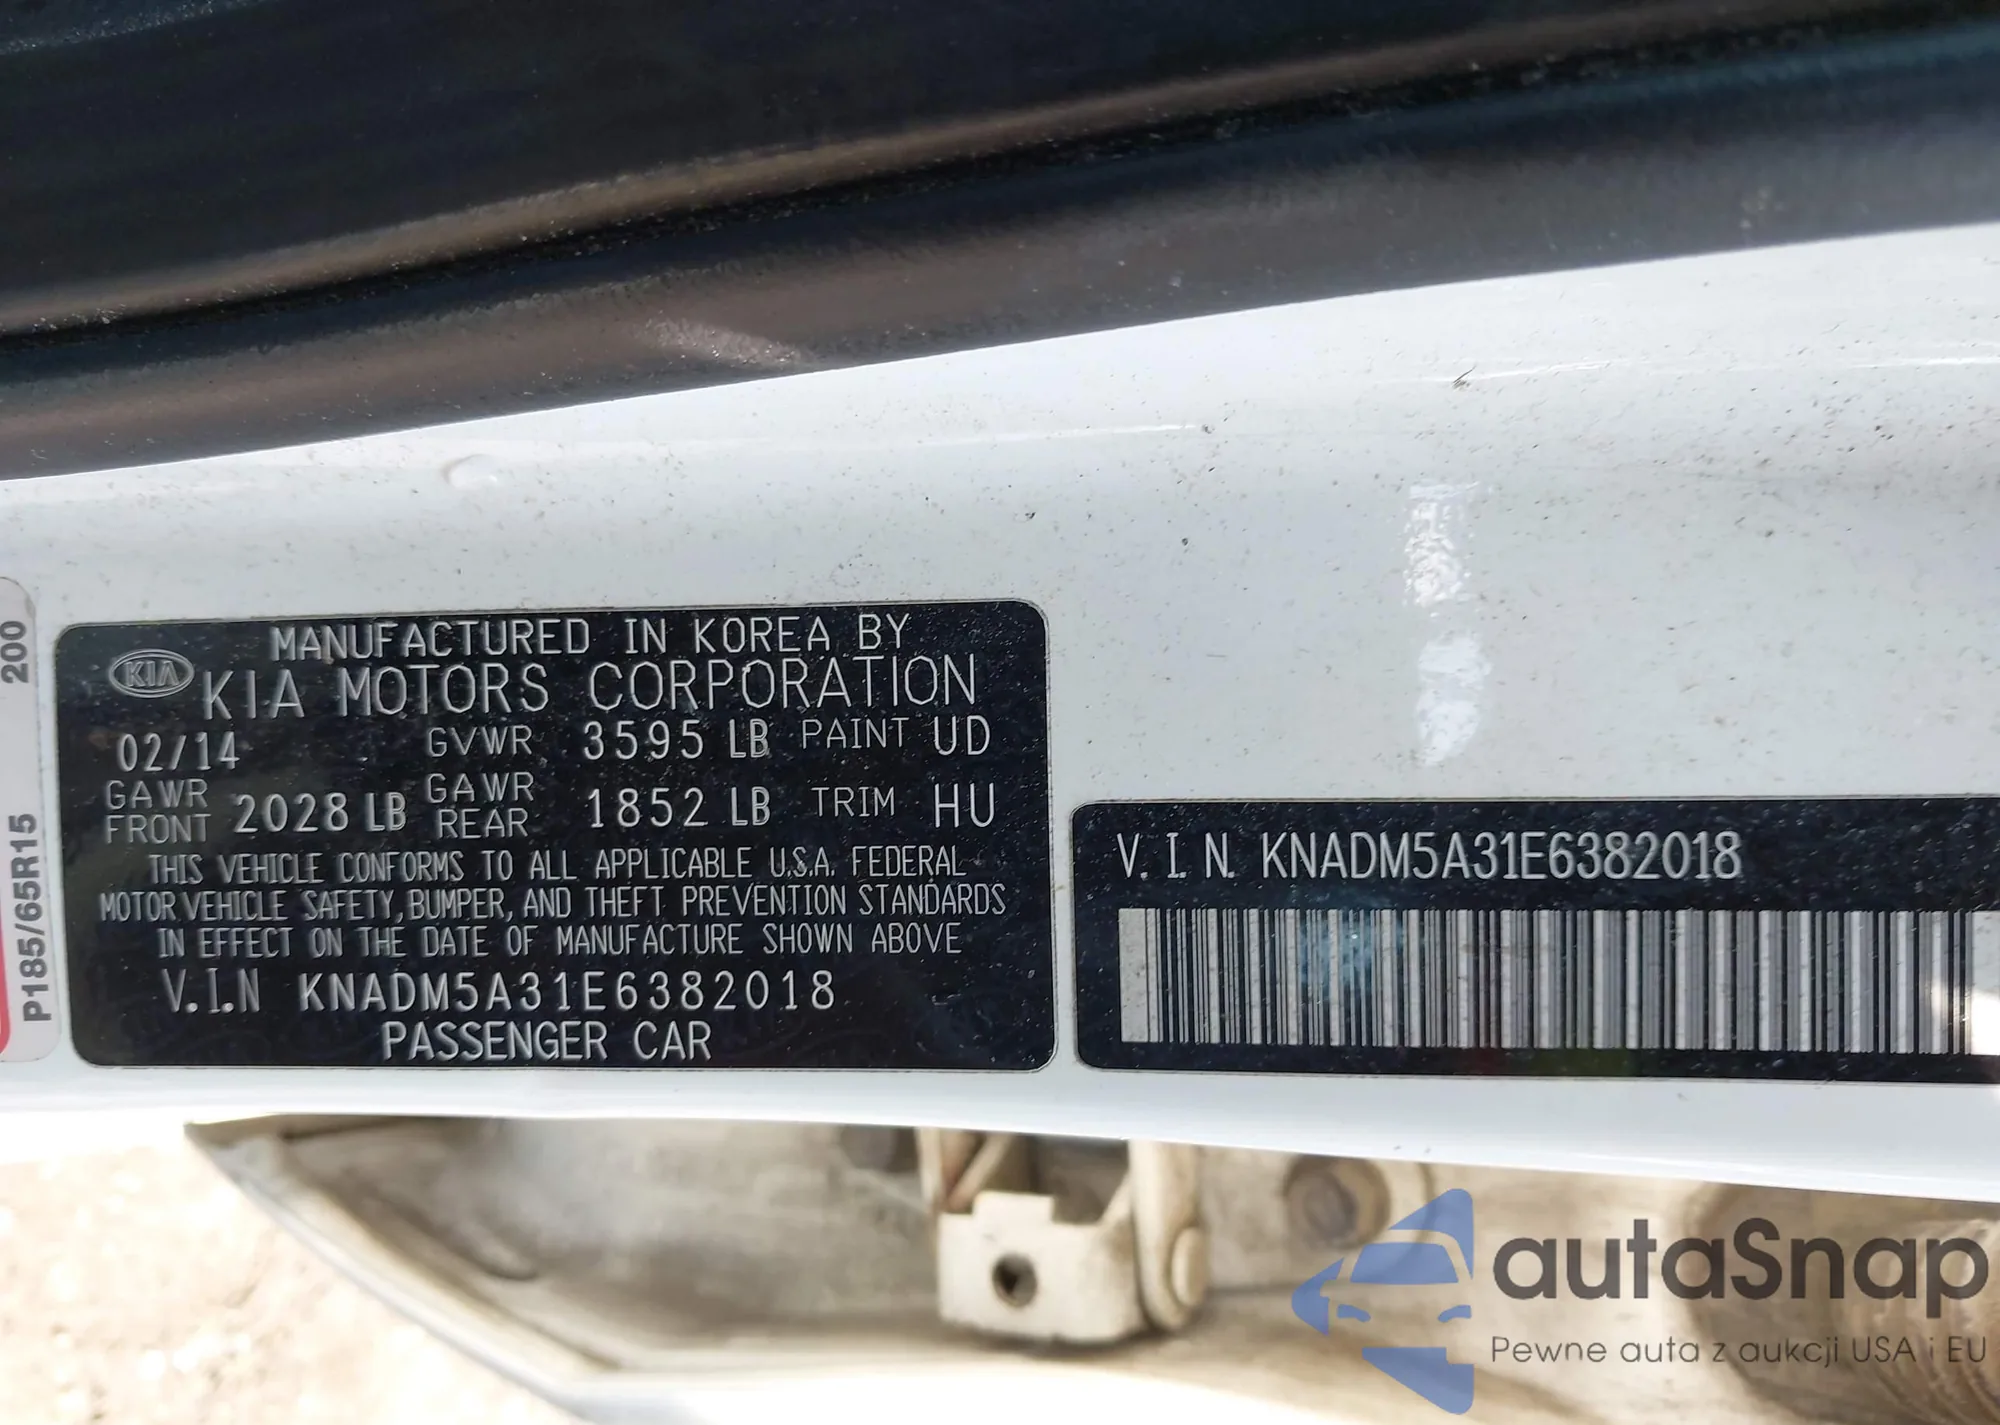 200
P185/65R15
MANUFACTURED IN KOREA BY
KIA KIA MOTORS CORPORATION
02/14 GVWR 3595 LB PAINT UD
GAWR FRONT 2028 LB GAWR REAR 1852 LB TRIM HU
THIS VEHICLE CONFORMS TO ALL APPLICABLE U.S.A. FEDERAL
MOTOR VEHICLE SAFETY, BUMPER, AND THEFT PREVENTION STANDARDS
IN EFFECT ON THE DATE OF MANUFACTURE SHOWN ABOVE
V.I.N KNADM5A31E6382018
PASSENGER CAR
V.I.N. KNADM5A31E6382018
autaSnap
Pewne auta z aukcji USA i EU